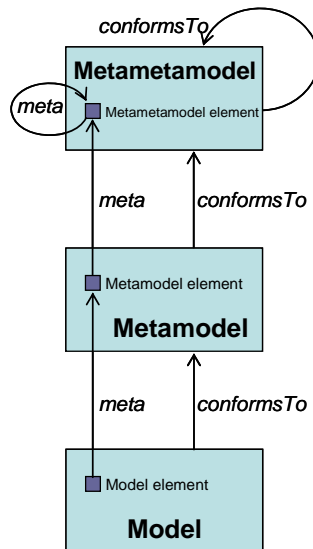 conformsTo
Metametamodel
meta
Metametamodel element
meta
conformsTo
Metamodel element
Metamodel
meta
conformsTo
Model element
Model